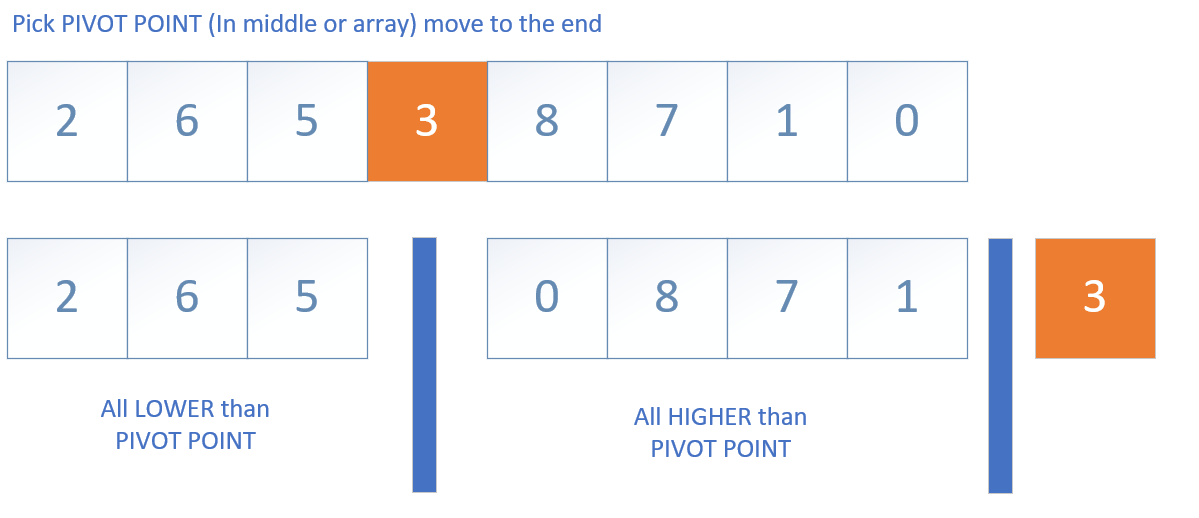 Pick PIVOT POINT (In middle or array) move to the end
2 6 5 3 8 7 1 0
2 6 5 0 8 7 1 3
All LOWER than
PIVOT POINT
All HIGHER than
PIVOT POINT